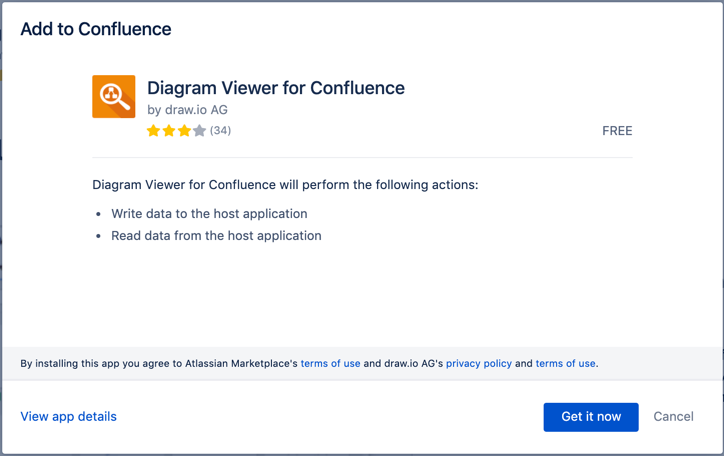 Add to Confluence
Diagram Viewer for Confluence
by draw.io AG
(34)
FREE
Diagram Viewer for Confluence will perform the following actions:
• Write data to the host application
• Read data from the host application
By installing this app you agree to Atlassian Marketplace's terms of use and draw.io AG's privacy policy and terms of use.
View app details
Get it now
Cancel